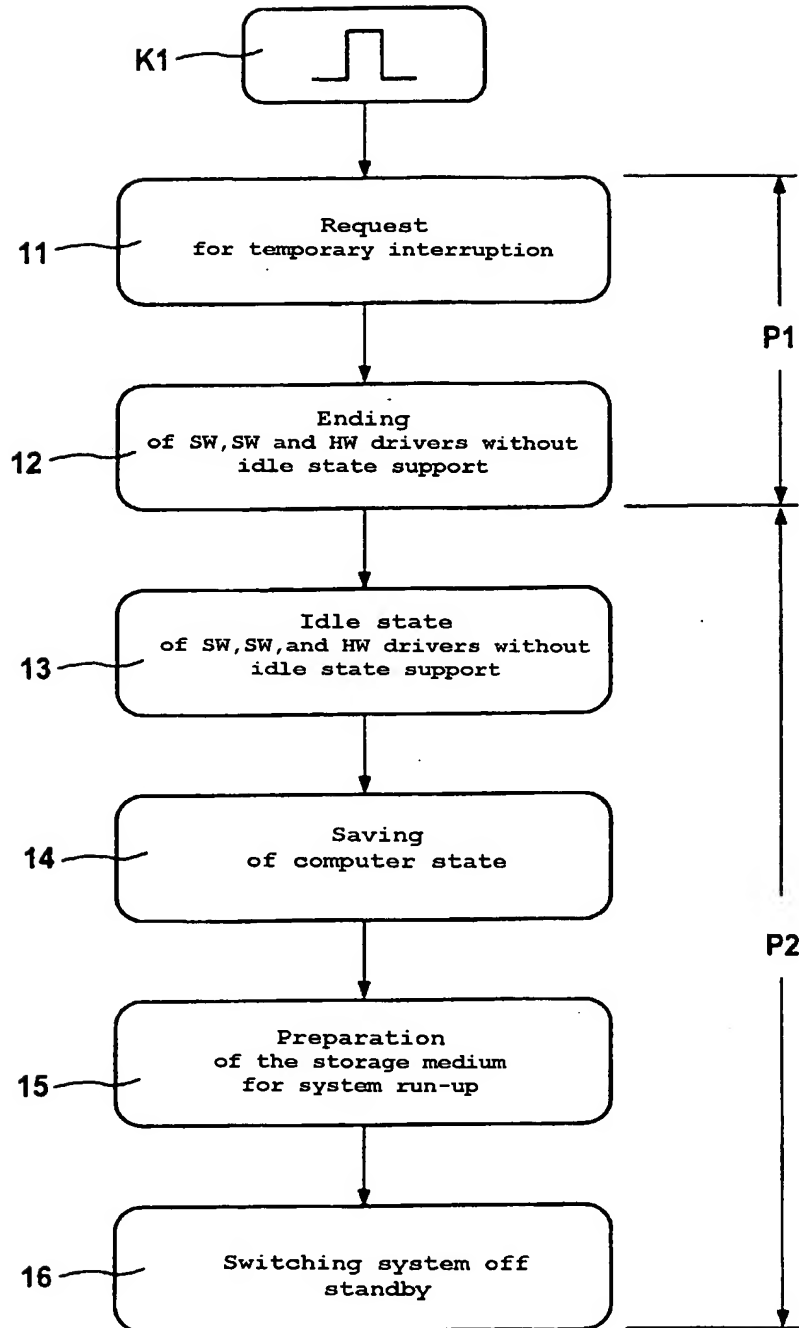 K1
Request
for temporary interruption
11
P1
Ending
of SW,SW and HW drivers without
idle state support
12
Idle state
of SW,SW,and HW drivers without
idle state support
13
Saving
of computer state
14
P2
Preparation
of the storage medium
for system run-up
15
Switching system off
standby
16